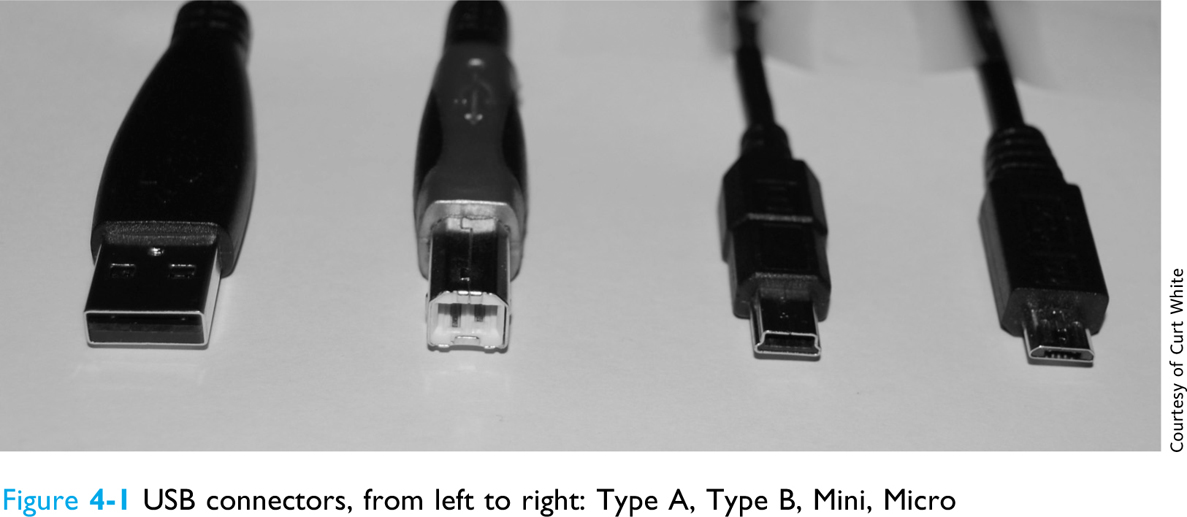 Courtesy of Curt White
Figure 4-1 USB connectors, from left to right: Type A, Type B, Mini, Micro